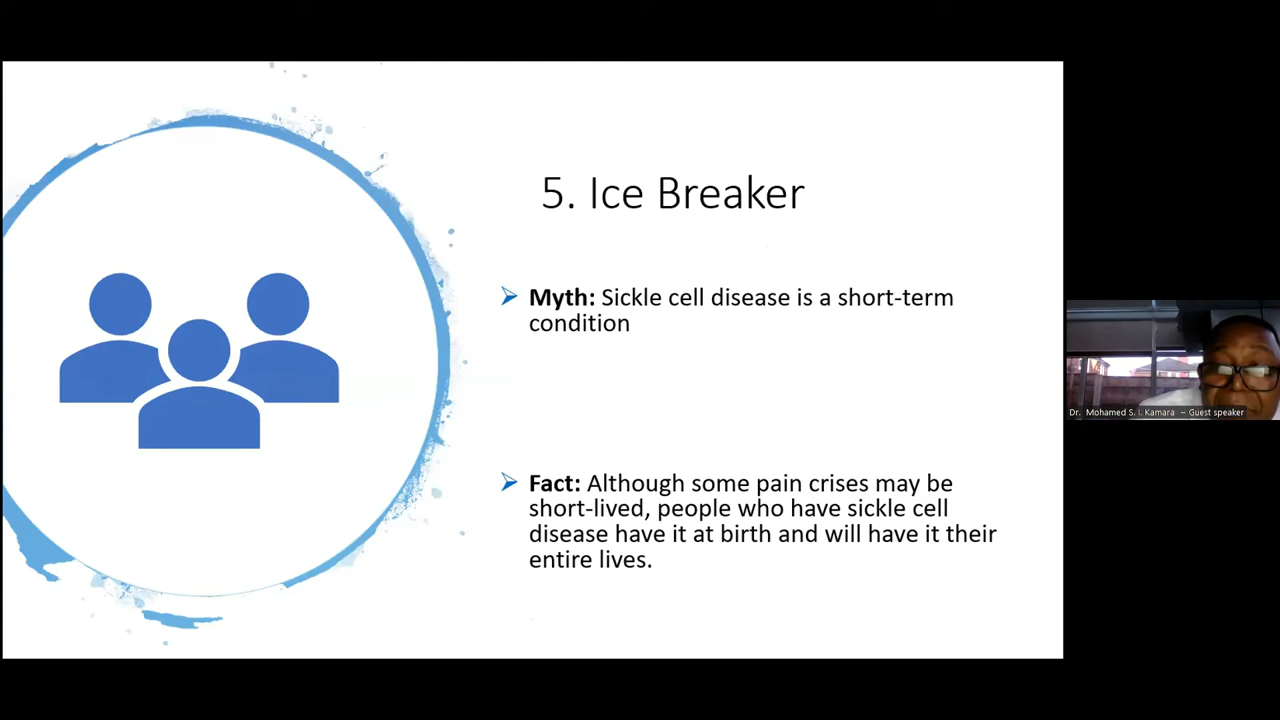 5. Ice Breaker
Myth: Sickle cell disease is a short-term
condition
Fact: Although some pain crises may be
short-lived, people who have sickle cell
disease have it at birth and will have it their
entire lives.
Dr. Mohamed S. I. Kamara ~ Guest speaker